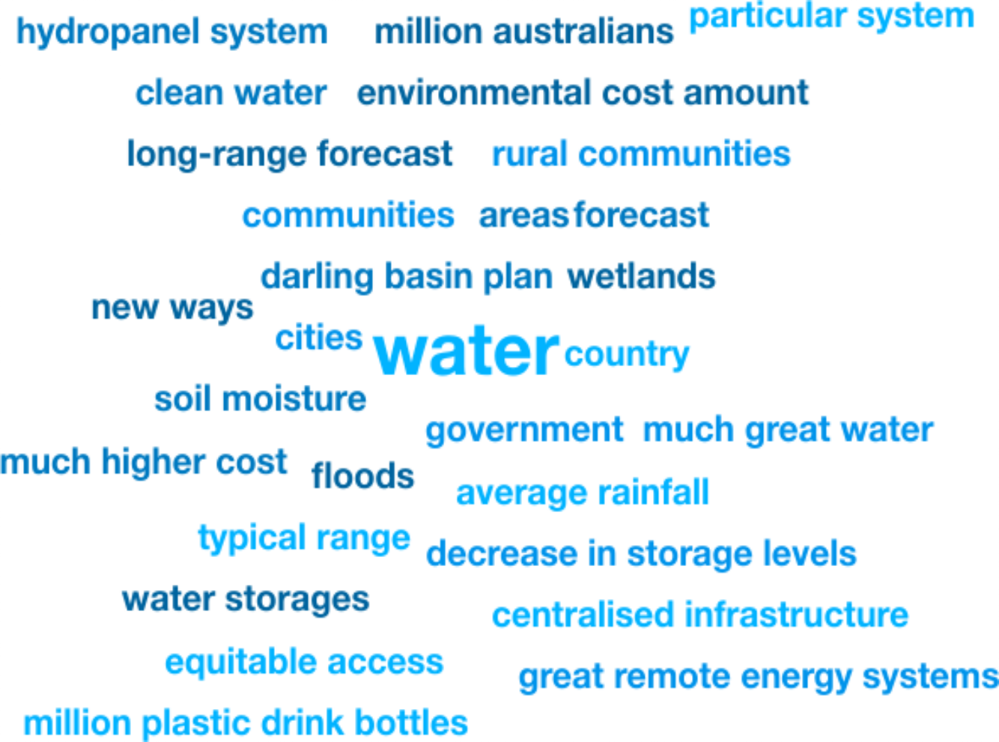 hydropanel system million australians particular system
clean water environmental cost amount
long-range forecast rural communities
communities areas forecast
darling basin plan wetlands
new ways
cities water country
soil moisture
government much great water
much higher cost floods
average rainfall
typical range
decrease in storage levels
water storages
centralised infrastructure
equitable access
great remote energy systems
million plastic drink bottles